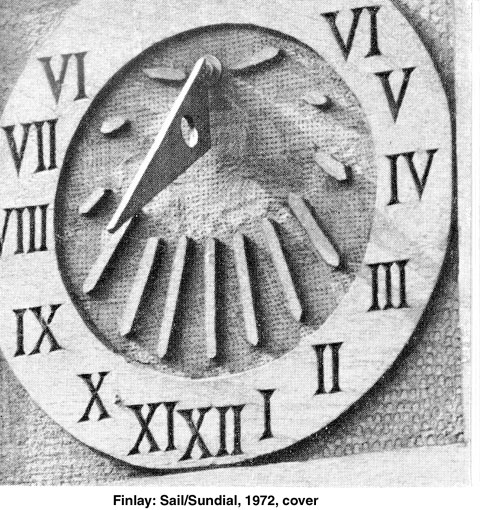 VI
VII
VIII
IX
X
XI
XII
I
II
III
IV
V
VI
Finlay: Sail/Sundial, 1972, cover